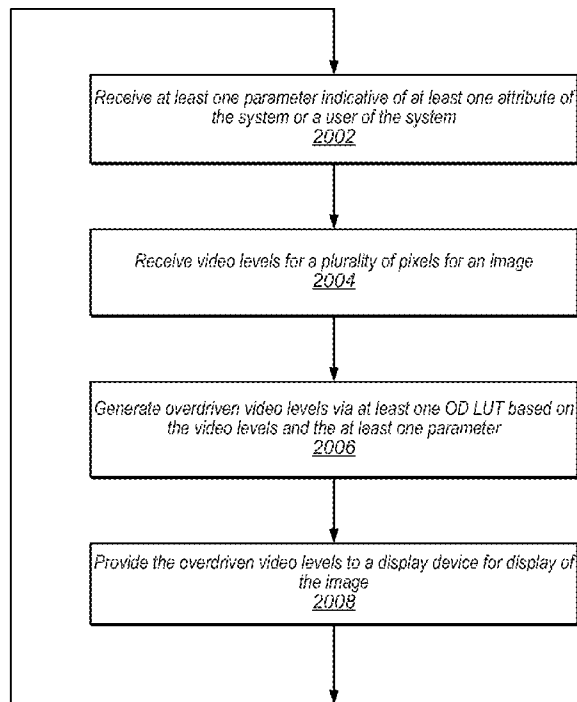 Receive at least one parameter indicative of at least one attribute of
the system or a user of the system
2002
Receive video levels for a plurality of pixels for an image
2004
Generate overdriven video levels via at least one OD LUT based on
the video levels and the at least one parameter
2006
Provide the overdriven video levels to a display device for display of
the image
2008